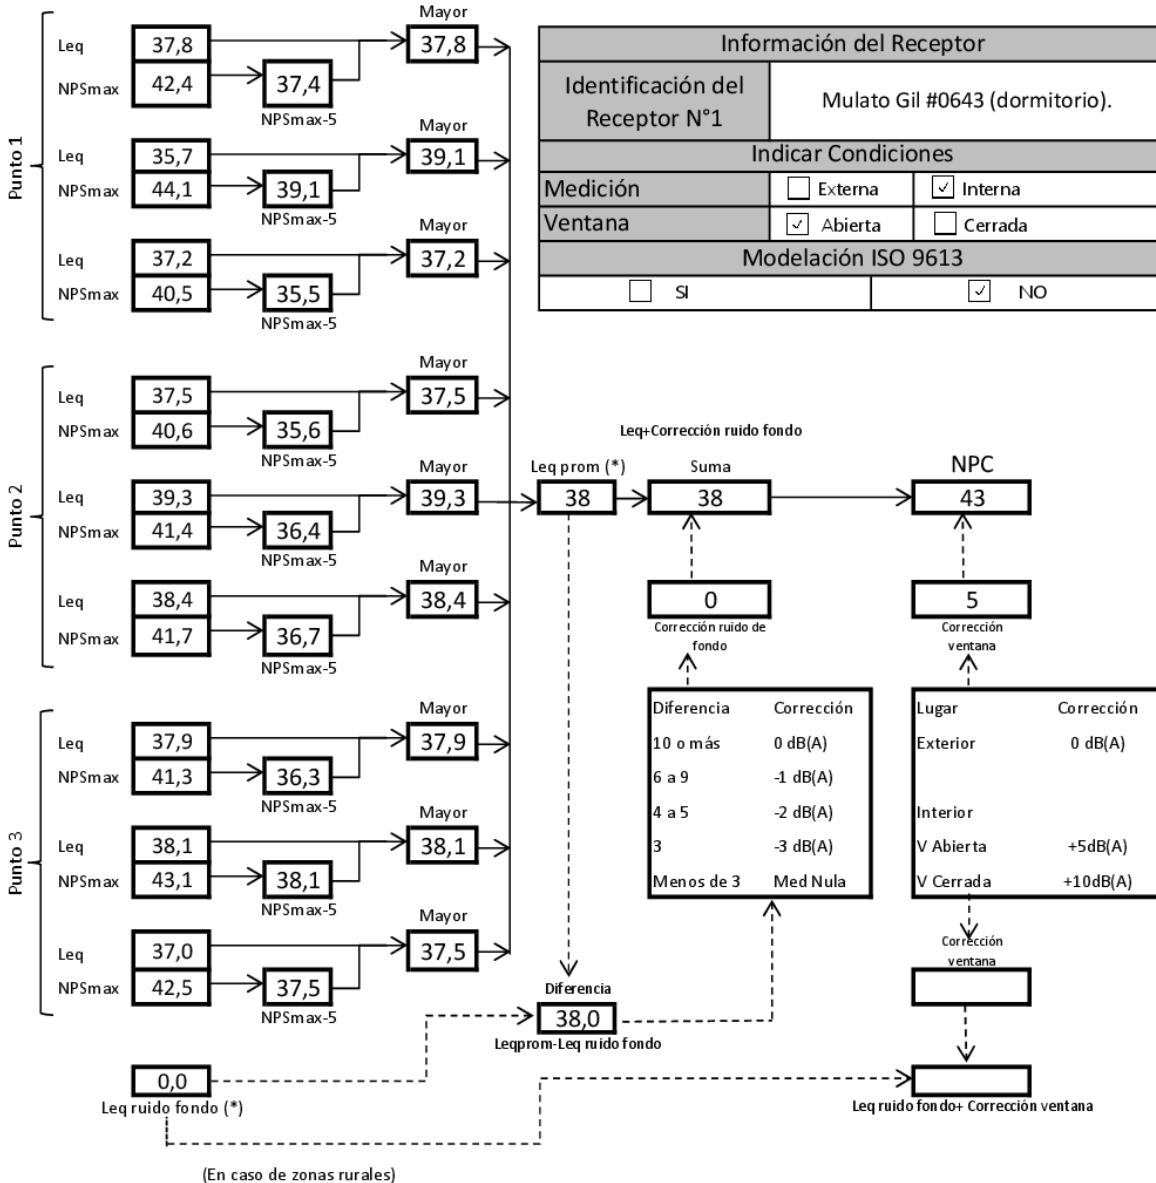 Información del Receptor
Identificación del Receptor N°1
Mulato Gil #0643 (dormitorio).
Indicar Condiciones
Medición
Externa
✓ Interna
Ventana
✓ Abierta
Cerrada
Modelación ISO 9613
SI
✓ NO
Punto 1
Mayor
Leq 37,8 37,8
NPSmax 42,4 37,4
NPSmax-5
Mayor
Leq 35,7 39,1
NPSmax 44,1 39,1
NPSmax-5
Mayor
Leq 37,2 37,2
NPSmax 40,5 35,5
NPSmax-5
Punto 2
Mayor
Leq 37,5 37,5
NPSmax 40,6 35,6
NPSmax-5
Mayor
Leq 39,3 39,3
NPSmax 41,4 36,4
NPSmax-5
Mayor
Leq 38,4 38,4
NPSmax 41,7 36,7
NPSmax-5
Punto 3
Mayor
Leq 37,9 37,9
NPSmax 41,3 36,3
NPSmax-5
Mayor
Leq 38,1 38,1
NPSmax 43,1 38,1
NPSmax-5
Mayor
Leq 37,0 37,5
NPSmax 42,5 37,5
NPSmax-5
Leq+Corrección ruido fondo
Leq prom (*)
38
Suma
38
NPC
43
0
Corrección ruido de
fondo
5
Corrección
ventana
Diferencia Corrección
10 o más 0 dB(A)
6 a 9 -1 dB(A)
4 a 5 -2 dB(A)
3 -3 dB(A)
Menos de 3 Med Nula
Lugar Corrección
Exterior 0 dB(A)
Interior
V Abierta +5dB(A)
V Cerrada +10dB(A)
Corrección
ventana
Diferencia
38,0
Leqprom-Leq ruido fondo
0,0
Leq ruido fondo (*)
Leq ruido fondo+ Corrección ventana
(En caso de zonas rurales)